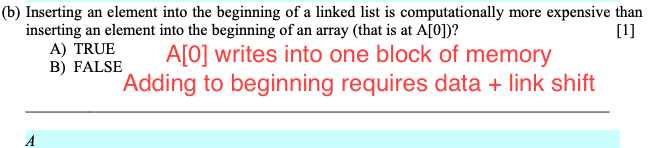 (b) Inserting an element into the beginning of a linked list is computationally more expensive than
inserting an element into the beginning of an array (that is at A[0])? [1]
A) TRUE
B) FALSE
A[0] writes into one block of memory
Adding to beginning requires data + link shift
A